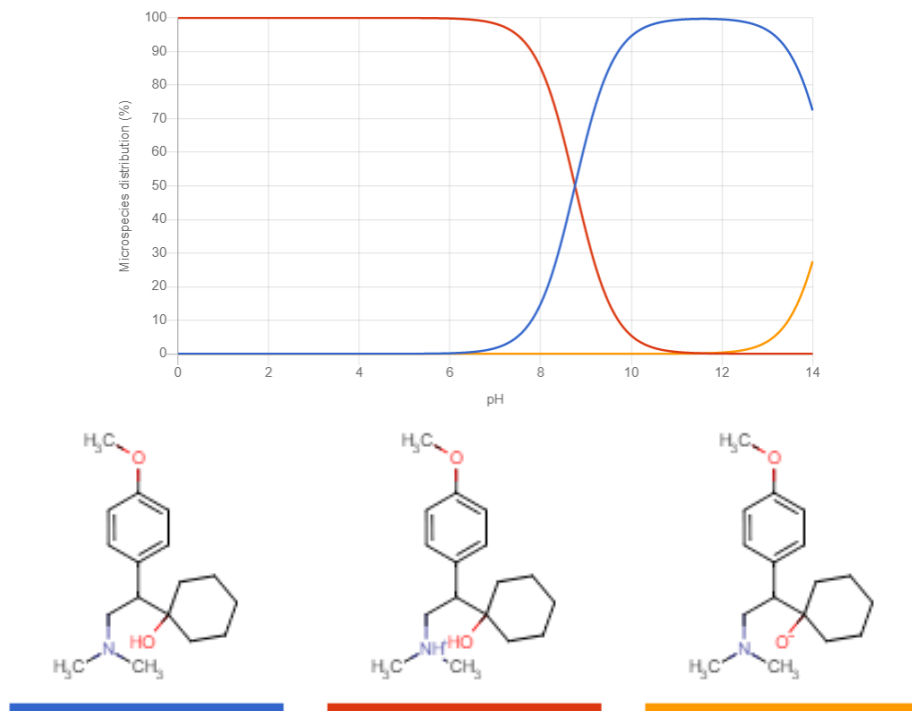 100
90
80
70
60
50
40
30
20
10
0
Microspecies distribution (%)
0 2 4 6 8 10 12 14
pH
H₃C O H₃C O H₃C O
HO NH⁺ HO O⁻
N N
H₃C CH₃ H₃C CH₃ H₃C CH₃